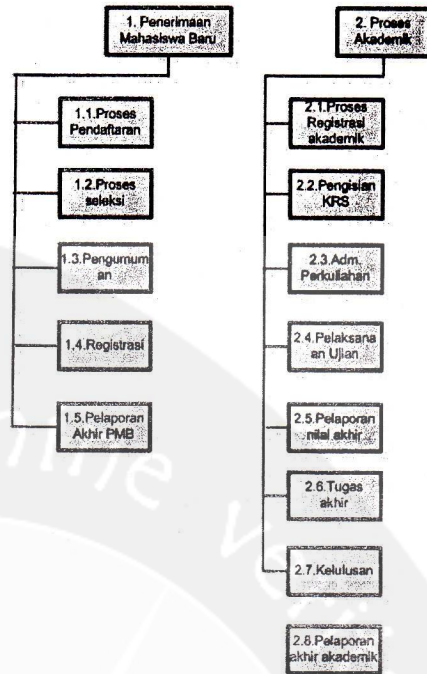 1. Penerimaan
Mahasiswa Baru
1.1.Proses
Pendaftaran
1.2.Proses
seleksi
1.3.Pengumum
an
1.4.Registrasi
1.5.Pelaporan
Akhir PMB
2. Proses
Akademik
2.1.Proses
Registrasi
akademik
2.2.Pengisian
KRS
2.3.Adm.
Perkuliahan
2.4.Pelaksana
an Ujian
2.5.Pelaporan
nilai akhir
2.6.Tugas
akhir
2.7.Kelulusan
2.8.Pelaporan
akhir akademik